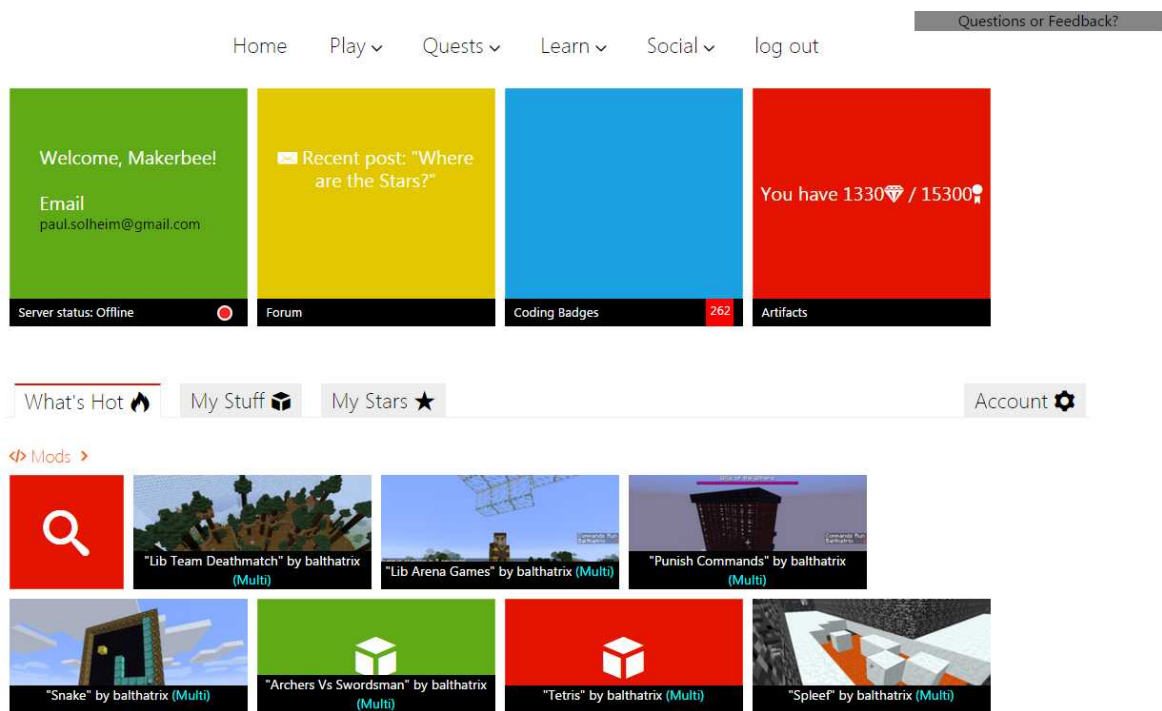 Questions or Feedback?
Home Play Quests Learn Social log out
Welcome, Makerbee!
Email
paul.solheim@gmail.com
Server status: Offline
Recent post: "Where
are the Stars?"
Forum
Coding Badges 262
You have 1330 / 15300
Artifacts
What's Hot My Stuff My Stars Account
</> Mods >
"Lib Team Deathmatch" by balthatrix
(Multi)
"Lib Arena Games" by balthatrix (Multi)
"Punish Commands" by balthatrix
(Multi)
"Snake" by balthatrix (Multi)
"Archers Vs Swordsman" by balthatrix
(Multi)
"Tetris" by balthatrix (Multi)
"Spleef" by balthatrix (Multi)